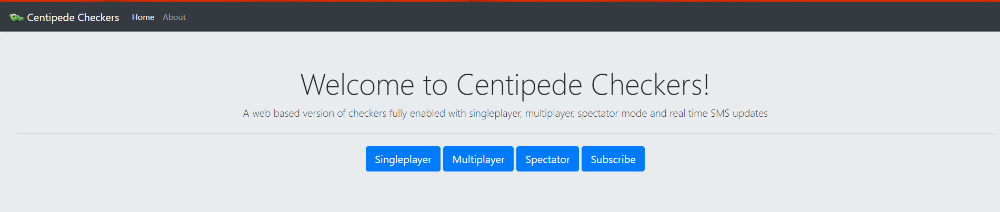 Centipede Checkers Home About
Welcome to Centipede Checkers!
A web based version of checkers fully enabled with singleplayer, multiplayer, spectator mode and real time SMS updates
Singleplayer Multiplayer Spectator Subscribe